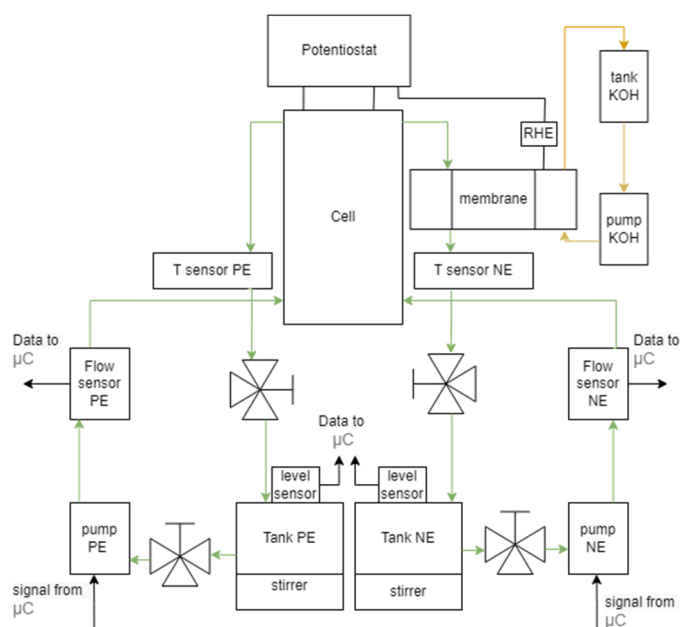 Potentiostat
tank
KOH
RHE
membrane
Cell
pump
KOH
T sensor PE
T sensor NE
Data to
µC
Flow
sensor
PE
Data to
µC
Flow
sensor
NE
Data to
µC
level
sensor
level
sensor
pump
PE
Tank PE
Tank NE
pump
NE
stirrer
stirrer
signal from
µC
signal from
µC